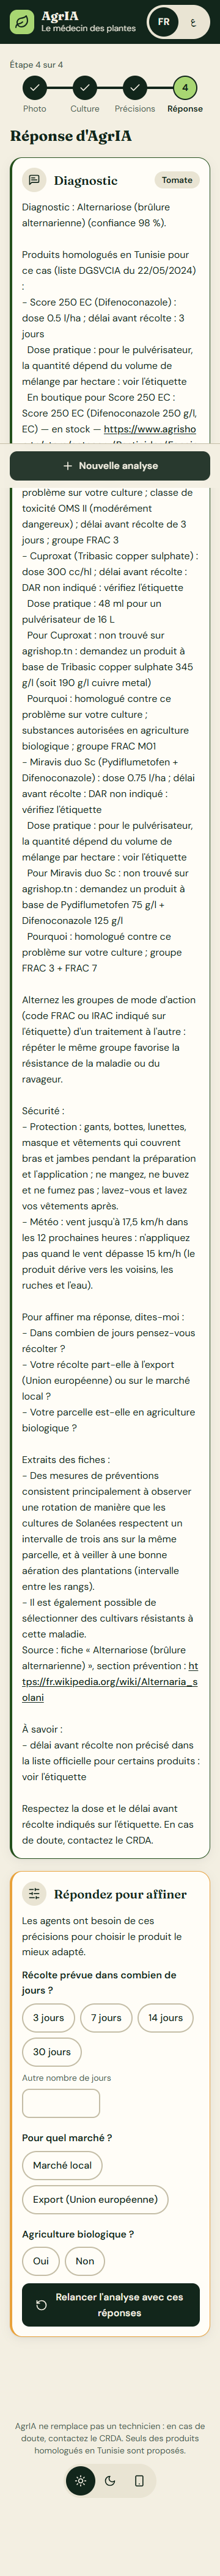 AgrIA
Le médecin des plantes
FR
ع
Étape 4 sur 4
4
Photo
Culture
Précisions
Réponse
Réponse d'AgrIA
Diagnostic
Tomate
Diagnostic : Alternariose (brûlure
alternarienne) (confiance 98 %).
Produits homologués en Tunisie pour
ce cas (liste DGSVCIA du 22/05/2024)
:
- Score 250 EC (Difenoconazole) :
dose 0.5 l/ha ; délai avant récolte : 3
jours
Dose pratique : pour le pulvérisateur,
la quantité dépend du volume de
mélange par hectare : voir l'étiquette
En boutique pour Score 250 EC :
Score 250 EC (Difenoconazole 250 g/l,
EC) — en stock — https://www.agrisho
Nouvelle analyse
problème sur votre culture ; classe de
toxicité OMS II (modérément
dangereux) ; délai avant récolte de 3
jours ; groupe FRAC 3
- Cuproxat (Tribasic copper sulphate) :
dose 300 cc/hl ; délai avant récolte :
DAR non indiqué : vérifiez l'étiquette
Dose pratique : 48 ml pour un
pulvérisateur de 16 L
Pour Cuproxat : non trouvé sur
agrishop.tn : demandez un produit à
base de Tribasic copper sulphate 345
g/l (soit 190 g/l cuivre metal)
Pourquoi : homologué contre ce
problème sur votre culture ;
substances autorisées en agriculture
biologique ; groupe FRAC M01
- Miravis duo Sc (Pydiflumetofen +
Difenoconazole) : dose 0.75 l/ha ; délai
avant récolte : DAR non indiqué :
vérifiez l'étiquette
Dose pratique : pour le pulvérisateur,
la quantité dépend du volume de
mélange par hectare : voir l'étiquette
Pour Miravis duo Sc : non trouvé sur
agrishop.tn : demandez un produit à
base de Pydiflumetofen 75 g/l +
Difenoconazole 125 g/l
Pourquoi : homologué contre ce
problème sur votre culture ; groupe
FRAC 3 + FRAC 7
Alternez les groupes de mode d'action
(code FRAC ou IRAC indiqué sur
l'étiquette) d'un traitement à l'autre :
répéter le même groupe favorise la
résistance de la maladie ou du
ravageur.
Sécurité :
- Protection : gants, bottes, lunettes,
masque et vêtements qui couvrent
bras et jambes pendant la préparation
et l'application ; ne mangez, ne buvez
et ne fumez pas ; lavez-vous et lavez
vos vêtements après.
- Météo : vent jusqu'à 17,5 km/h dans
les 12 prochaines heures : n'appliquez
pas quand le vent dépasse 15 km/h (le
produit dérive vers les voisins, les
ruches et l'eau).
Pour affiner ma réponse, dites-moi :
- Dans combien de jours pensez-vous
récolter ?
- Votre récolte part-elle à l'export
(Union européenne) ou sur le marché
local ?
- Votre parcelle est-elle en agriculture
biologique ?
Extraits des fiches :
- Des mesures de préventions
consistent principalement à observer
une rotation de manière que les
cultures de Solanées respectent un
intervalle de trois ans sur la même
parcelle, et à veiller à une bonne
aération des plantations (intervalle
entre les rangs).
- Il est également possible de
sélectionner des cultivars résistants à
cette maladie.
Source : fiche « Alternariose (brûlure
alternarienne) », section prévention : ht
tps://fr.wikipedia.org/wiki/Alternaria_s
olani
À savoir :
- délai avant récolte non précisé dans
la liste officielle pour certains produits :
voir l'étiquette
Respectez la dose et le délai avant
récolte indiqués sur l'étiquette. En cas
de doute, contactez le CRDA.
Répondez pour affiner
Les agents ont besoin de ces
précisions pour choisir le produit le
mieux adapté.
Récolte prévue dans combien de
jours ?
3 jours
7 jours
14 jours
30 jours
Autre nombre de jours
Pour quel marché ?
Marché local
Export (Union européenne)
Agriculture biologique ?
Oui
Non
Relancer l'analyse avec ces
réponses
AgrIA ne remplace pas un technicien : en cas de
doute, contactez le CRDA. Seuls des produits
homologués en Tunisie sont proposés.